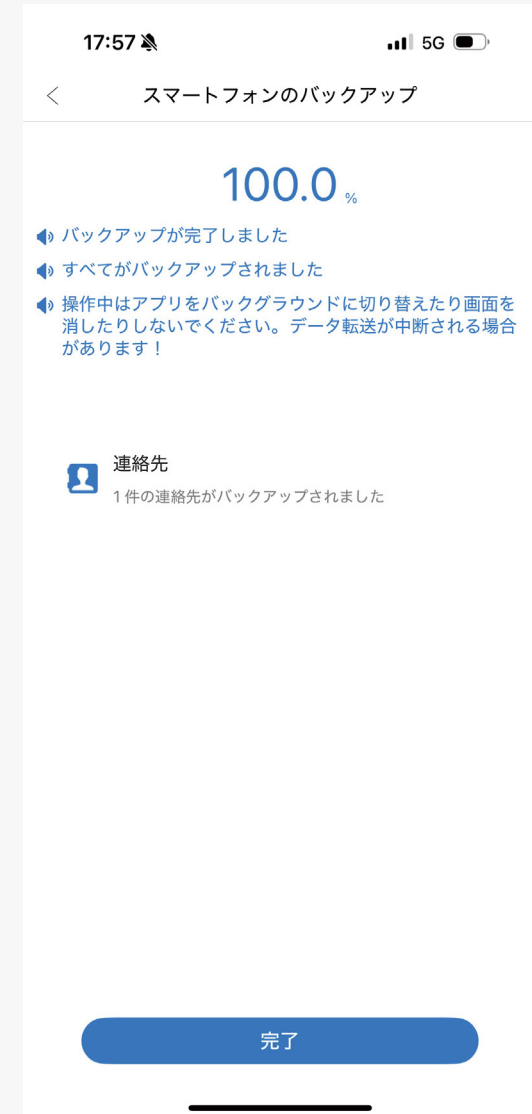 17:57
5G
スマートフォンのバックアップ
100.0 %
バックアップが完了しました
すべてがバックアップされました
操作中はアプリをバックグラウンドに切り替えたり画面を
消したりしないでください。データ転送が中断される場合
があります！
連絡先
1 件の連絡先がバックアップされました
完了